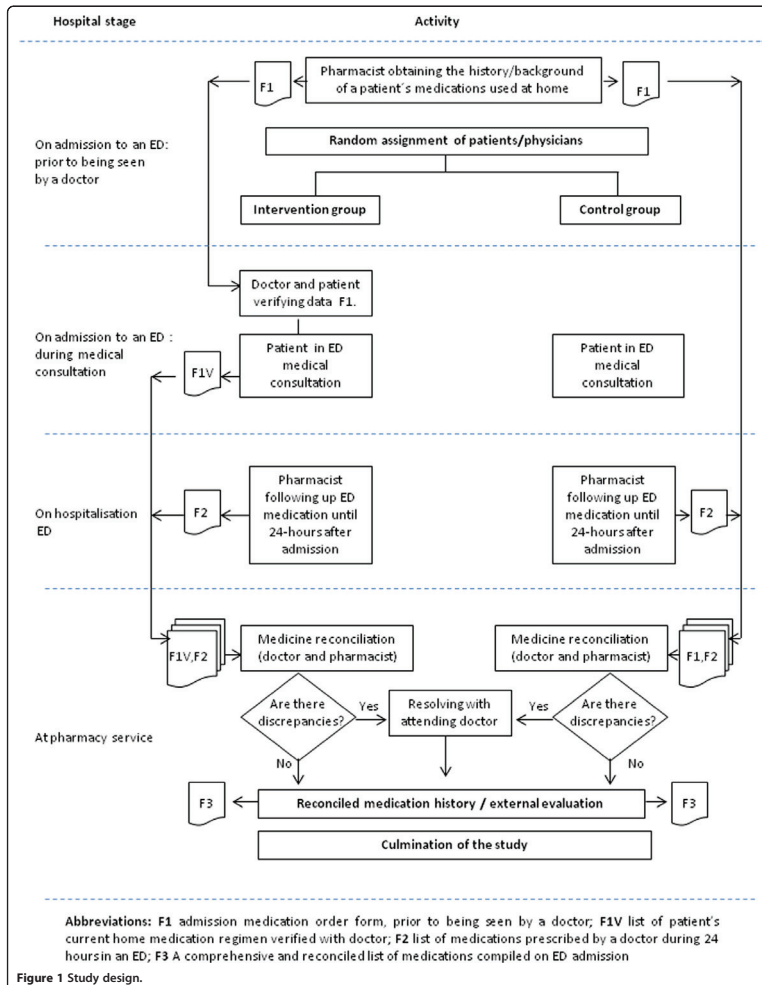 Hospital stage
Activity
F1
Pharmacist obtaining the history/background
of a patient´s medications used at home
F1
On admission to an ED:
prior to being seen
by a doctor
Random assignment of patients/physicians
Intervention group
Control group
Doctor and patient
verifying data F1.
On admission to an ED :
during medical
consultation
F1V
Patient in ED
medical
consultation
Patient in ED
medical
consultation
On hospitalisation
ED
F2
Pharmacist
following up ED
medication until
24-hours after
admission
Pharmacist
following up ED
medication until
24-hours after
admission
F2
At pharmacy service
F1V,F2
Medicine reconciliation
(doctor and pharmacist)
Medicine reconciliation
(doctor and pharmacist)
F1,F2
Are there
discrepancies?
Yes
Resolving with
attending doctor
Yes
Are there
discrepancies?
No
No
F3
Reconciled medication history / external evaluation
F3
Culmination of the study
Abbreviations: F1 admission medication order form, prior to being seen by a doctor; F1V list of patient's
current home medication regimen verified with doctor; F2 list of medications prescribed by a doctor during 24
hours in an ED; F3 A comprehensive and reconciled list of medications compiled on ED admission
Figure 1 Study design.